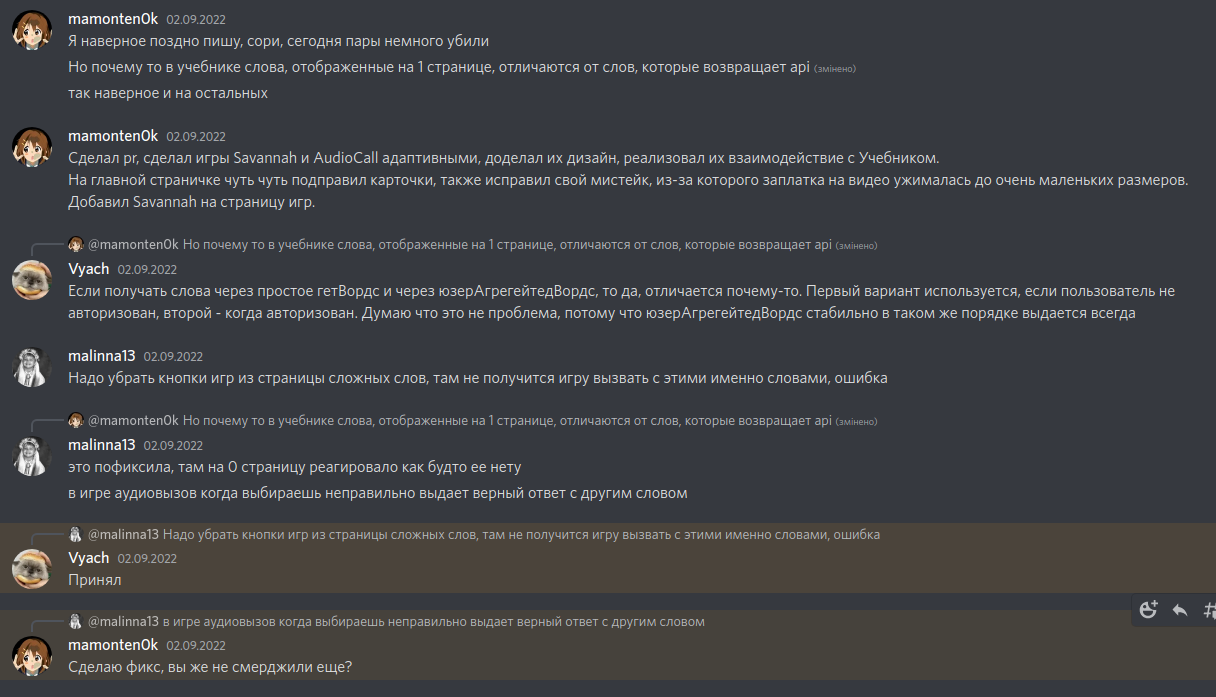 mamonten0k 02.09.2022
Я наверное поздно пишу, сори, сегодня пары немного убили
Но почему то в учебнике слова, отображенные на 1 странице, отличаются от слов, которые возвращает api (змінено)
так наверное и на остальных
mamonten0k 02.09.2022
Сделал pr, сделал игры Savannah и AudioCall адаптивными, доделал их дизайн, реализовал их взаимодействие с Учебником.
На главной страничке чуть чуть подправил карточки, также исправил свой мистейк, из-за которого заплатка на видео ужималась до очень маленьких размеров.
Добавил Savannah на страницу игр.
@mamonten0k Но почему то в учебнике слова, отображенные на 1 странице, отличаются от слов, которые возвращает api (змінено)
Vyach 02.09.2022
Если получать слова через простое гетВордс и через юзерАгрегейтедВордс, то да, отличается почему-то. Первый вариант используется, если пользователь не
авторизован, второй - когда авторизован. Думаю что это не проблема, потому что юзерАгрегейтедВордс стабильно в таком же порядке выдается всегда
malinna13 02.09.2022
Надо убрать кнопки игр из страницы сложных слов, там не получится игру вызвать с этими именно словами, ошибка
@mamonten0k Но почему то в учебнике слова, отображенные на 1 странице, отличаются от слов, которые возвращает api (змінено)
malinna13 02.09.2022
это пофиксила, там на 0 страницу реагировало как будто ее нету
в игре аудиовызов когда выбираешь неправильно выдает верный ответ с другим словом
@malinna13 Надо убрать кнопки игр из страницы сложных слов, там не получится игру вызвать с этими именно словами, ошибка
Vyach 02.09.2022
Принял
@malinna13 в игре аудиовызов когда выбираешь неправильно выдает верный ответ с другим словом
mamonten0k 02.09.2022
Сделаю фикс, вы же не смерджили еще?